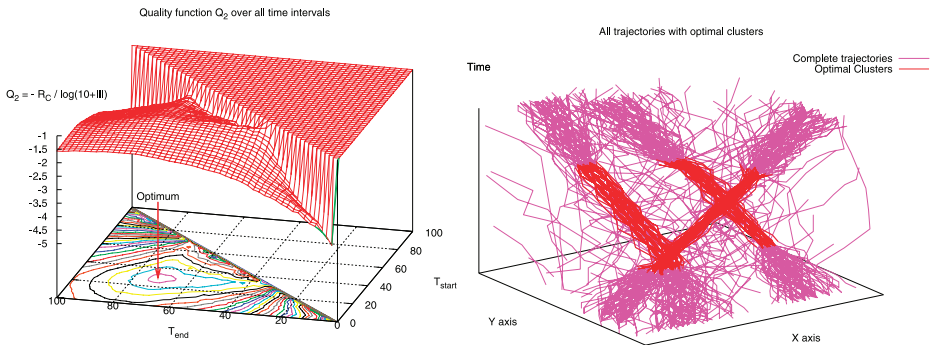 Quality function Q2 over all time intervals
Q2 = - RC / log(10+|I|)
-1
-1.5
-2
-2.5
-3
-3.5
-4
-4.5
-5
Optimum
100
80
60
40
20
0
Tend
0
20
40
60
80
100
Tstart
All trajectories with optimal clusters
Complete trajectories
Optimal Clusters
Time
Y axis
X axis